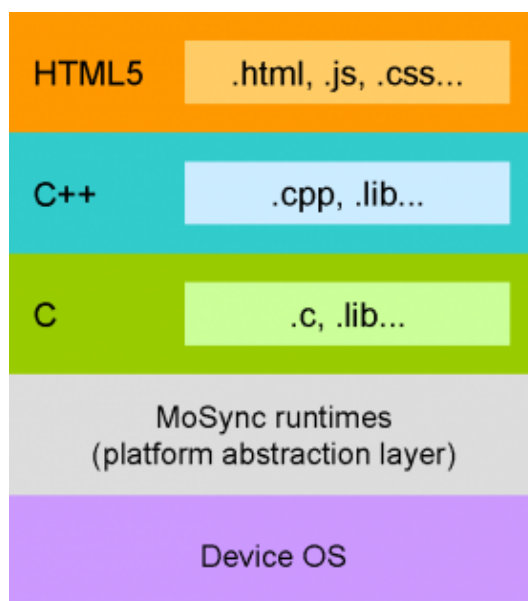 HTML5 .html, .js, .css...
C++ .cpp, .lib...
C .c, .lib...
MoSync runtimes
(platform abstraction layer)
Device OS